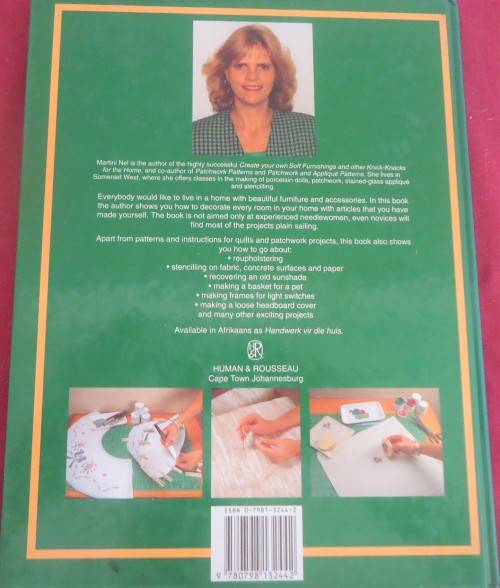 Martini Nel is the author of the highly successful Create your own Soft Furnishings and other Knick-Knacks
for the Home, and co-author of Patchwork Patterns and Patchwork and Appliqué Patterns. She lives in
Somerset West, where she offers classes in the making of porcelain dolls, patchwork, stained-glass appliqué
and stencilling.
Everybody would like to live in a home with beautiful furniture and accessories. In this book
the author shows you how to decorate every room in your home with articles that you have
made yourself. The book is not aimed only at experienced needlewomen, even novices will
find most of the projects plain sailing.
Apart from patterns and instructions for quilts and patchwork projects, this book also shows
you how to go about:
• reupholstering
• stencilling on fabric, concrete surfaces and paper
• recovering an old sunshade
• making a basket for a pet
• making frames for light switches
• making a loose headboard cover
and many other exciting projects
Available in Afrikaans as Handwerk vir die huis.
HUMAN & ROUSSEAU
Cape Town Johannesburg
ISBN 0-7981-3244-2
9 780798 132442